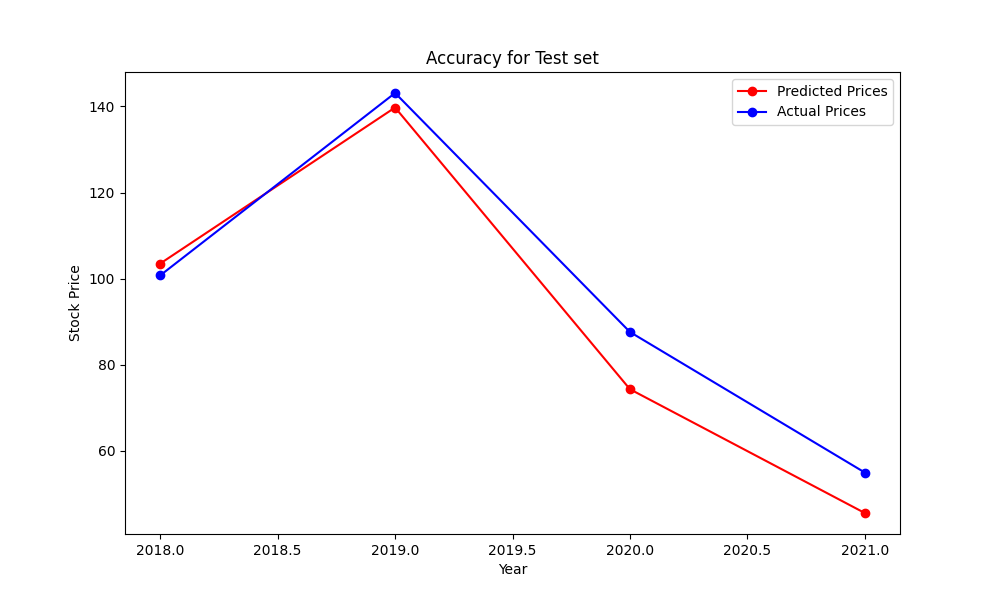 Accuracy for Test set
Predicted Prices
Actual Prices
140
120
100
80
60
Stock Price
2018.0 2018.5 2019.0 2019.5 2020.0 2020.5 2021.0
Year